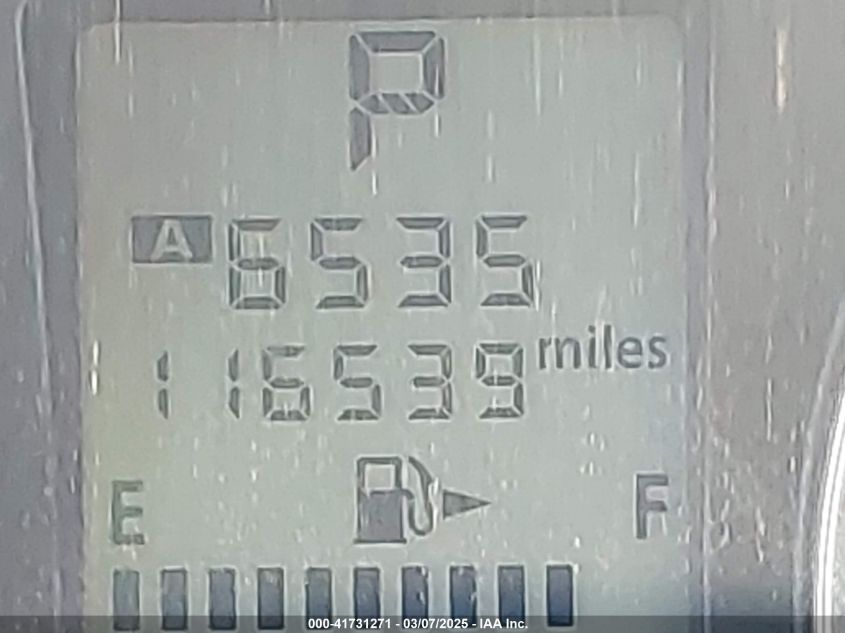 P
A 6535
116539 miles
E F
000-41731271 - 03/07/2025 - IAA Inc.